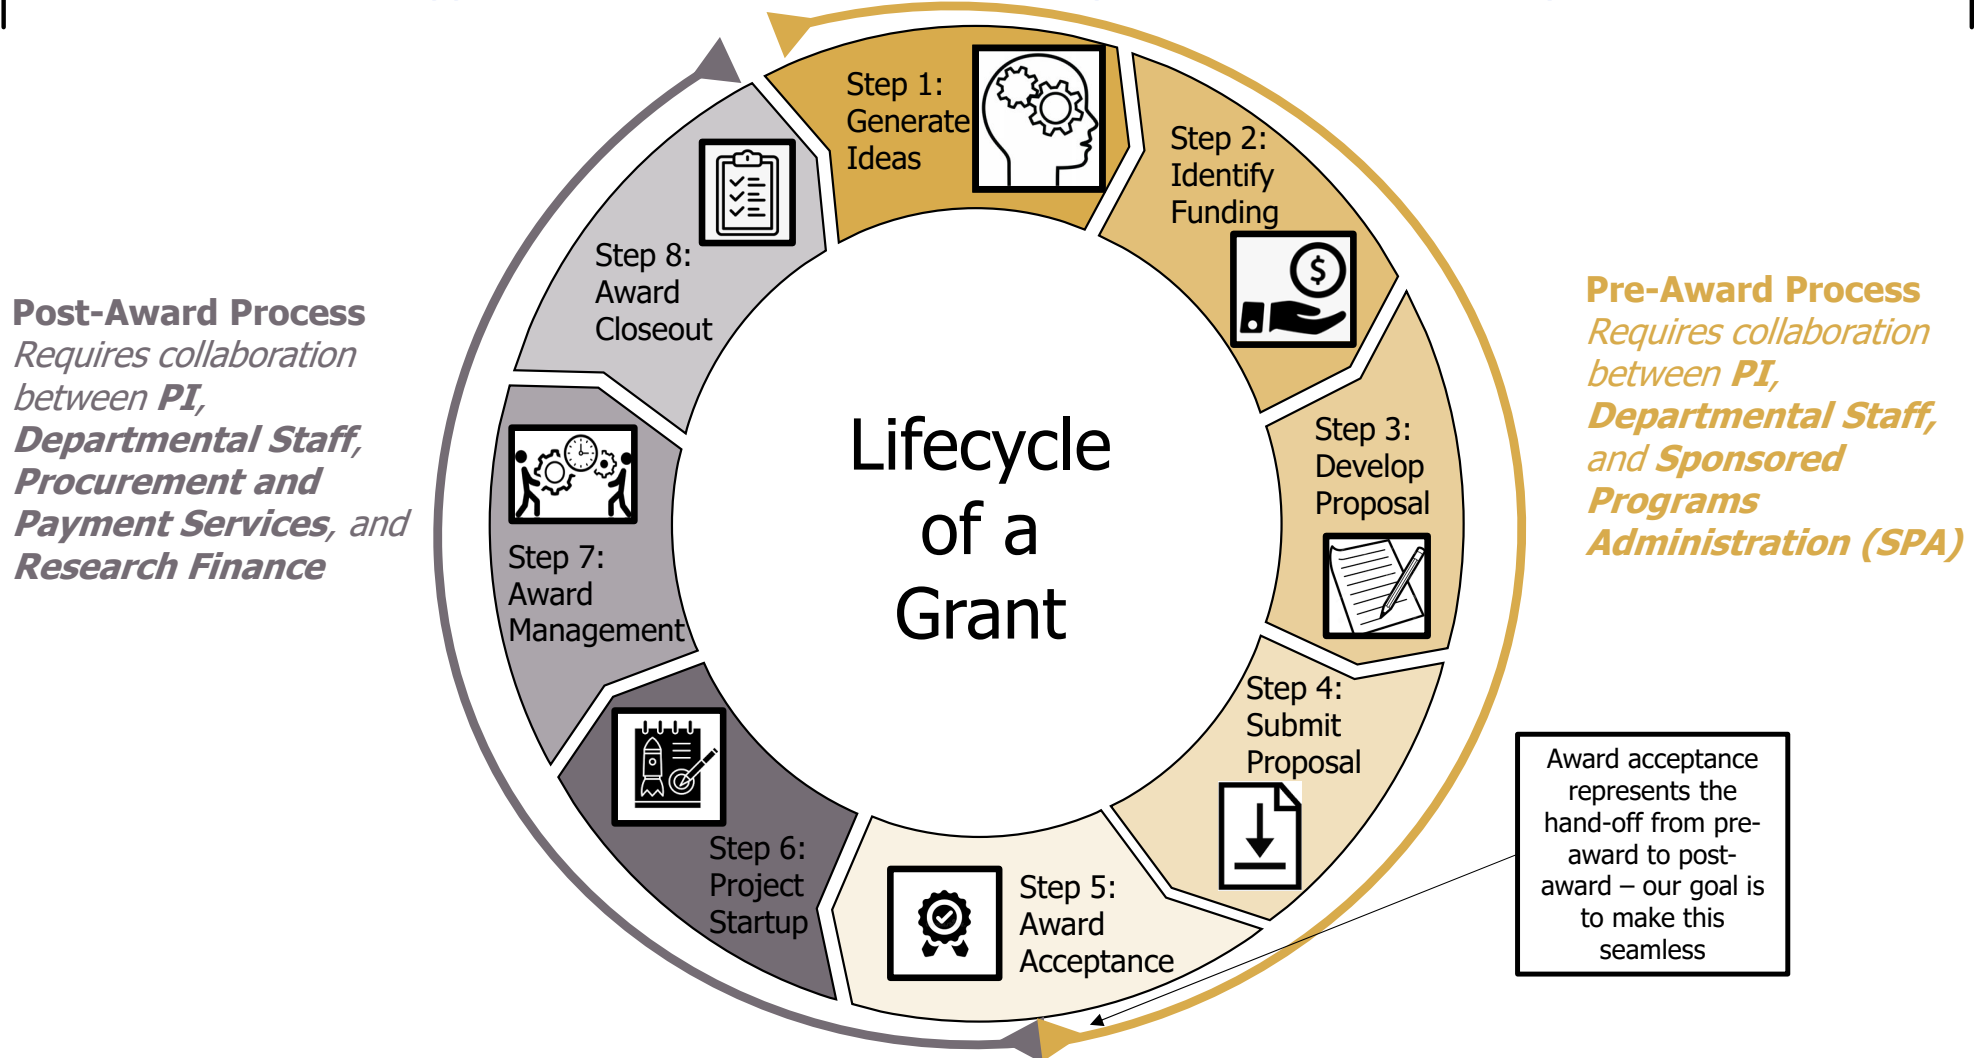 Step 1:
Generate
Ideas
Step 2:
Identify
Funding
$
Step 3:
Develop
Proposal
Step 4:
Submit
Proposal
Step 5:
Award
Acceptance
Step 6:
Project
Startup
Step 7:
Award
Management
Step 8:
Award
Closeout
Lifecycle
of a
Grant
Post-Award Process
Requires collaboration
between PI,
Departmental Staff,
Procurement and
Payment Services, and
Research Finance
Pre-Award Process
Requires collaboration
between PI,
Departmental Staff,
and Sponsored
Programs
Administration (SPA)
Award acceptance
represents the
hand-off from pre-
award to post-
award – our goal is
to make this
seamless